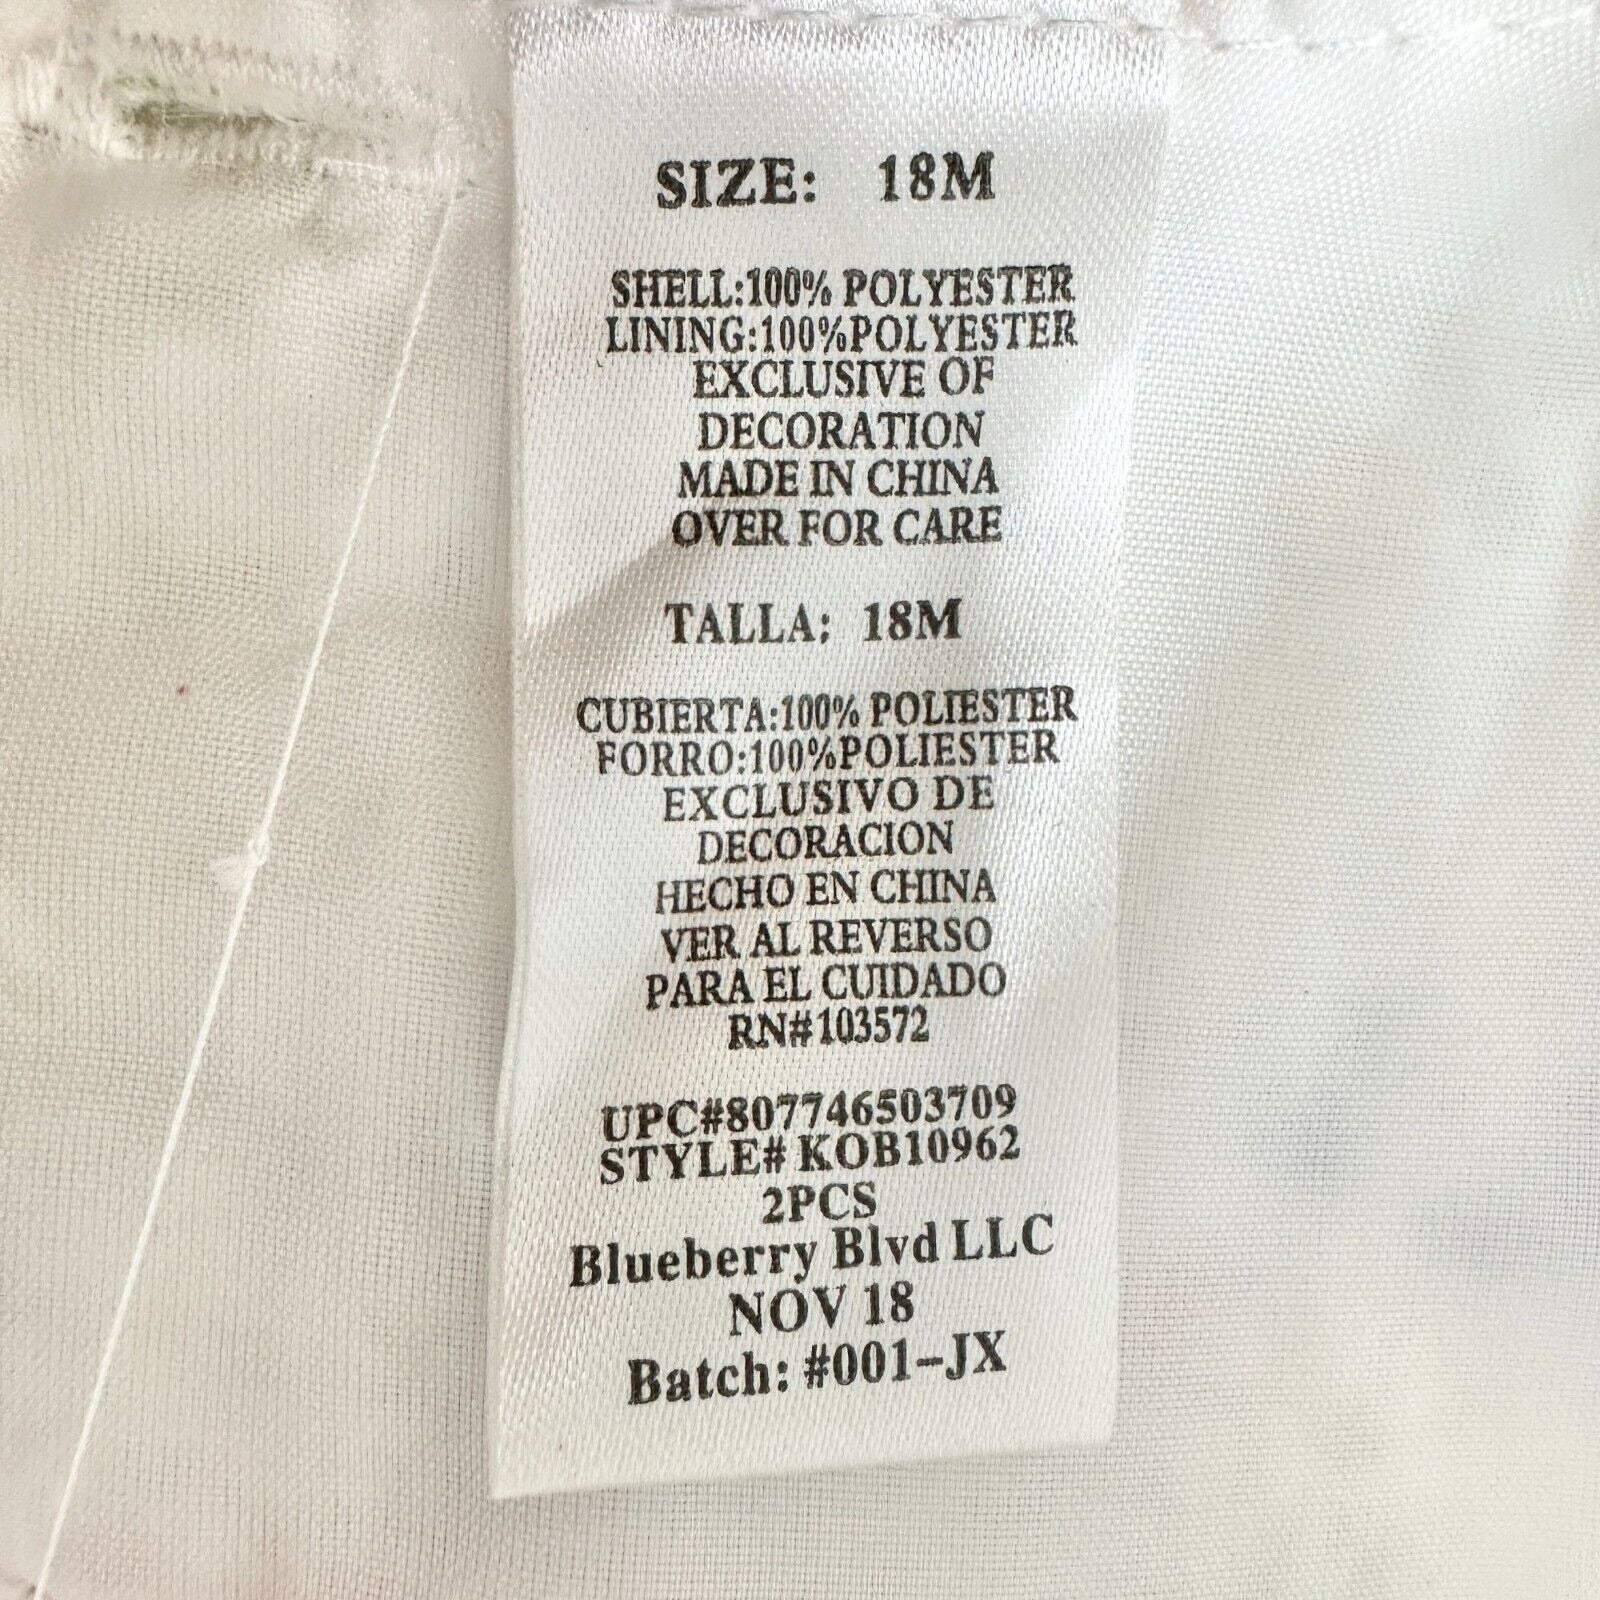 SIZE: 18M
SHELL:100% POLYESTER
LINING:100%POLYESTER
EXCLUSIVE OF
DECORATION
MADE IN CHINA
OVER FOR CARE
TALLA: 18M
CUBIERTA:100% POLIESTER
FORRO:100%POLIESTER
EXCLUSIVO DE
DECORACION
HECHO EN CHINA
VER AL REVERSO
PARA EL CUIDADO
RN#103572
UPC#807746503709
STYLE# KOB10962
2PCS
Blueberry Blvd LLC
NOV 18
Batch: #001-JX